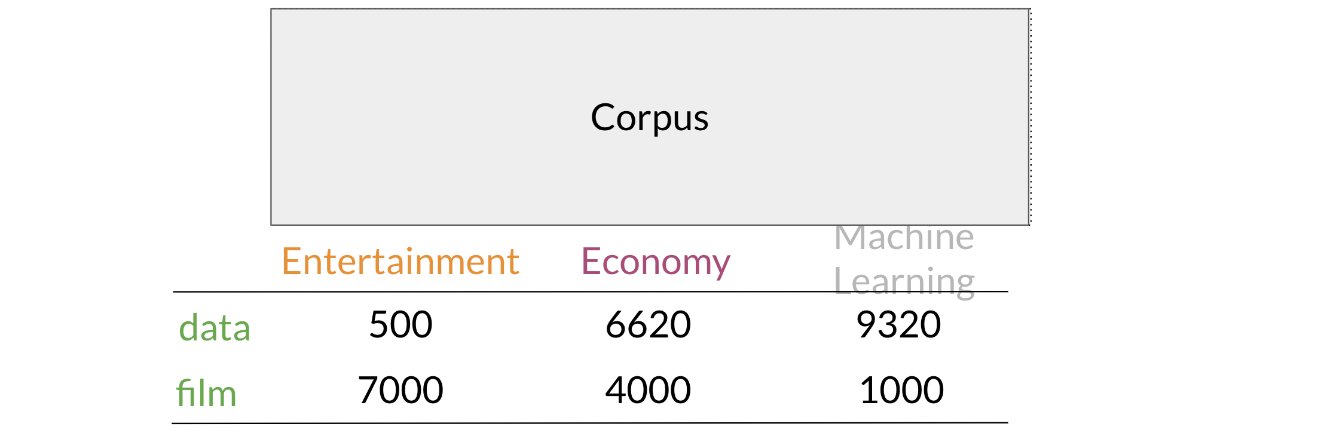 Corpus
Entertainment Economy Machine Learning
data 500 6620 9320
film 7000 4000 1000